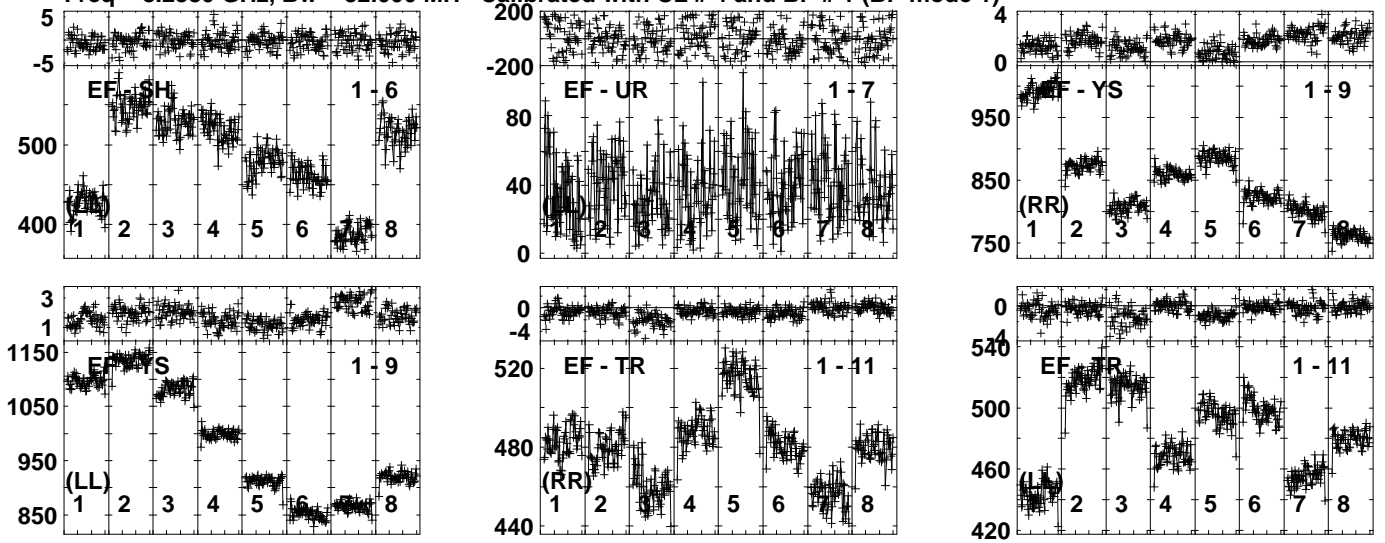 5
-5
EF - SH
1 - 6
500
400
1 2 3 4 5 6 7 8
200
-200
EF - UR
1 - 7
80
40
0
1 2 3 4 5 6 7 8
4
0
EF - YS
1 - 9
950
850
750
(RR)
1 2 3 4 5 6 7 8
3
1
EF - YS
1 - 9
1150
1050
950
850
(LL)
1 2 3 4 5 6 7 8
0
-4
EF - TR
1 - 11
520
480
440
(RR)
1 2 3 4 5 6 7 8
0
EF - TR
1 - 11
540
500
460
420
(LL)
1 2 3 4 5 6 7 8